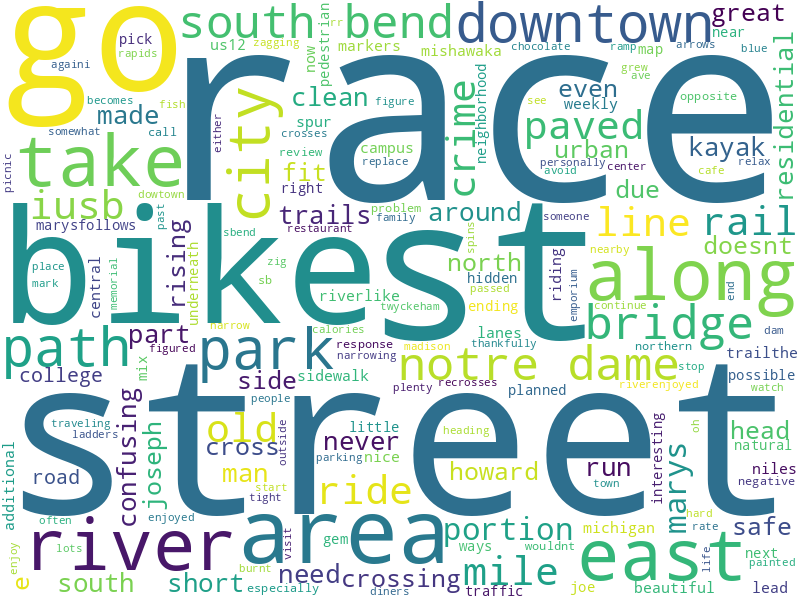 go
race
south bend
downtown
great
us12
zagging
markers
now
pedestrian
rr
mishawaka
chocolate
ramp
map
arrows
near
blue
pick
rapids
againi
becomes
made
fish
figure
somewhat
call
crosses
either
city
clean
spur
campus
review
replace
fit
right
crime
neighborhood
even
weekly
paved
urban
personally
avoid
center
due
grew
ave
see
opposite
kayak
relax
cafe
residential
take
picnic
iusb
dowtown
past
marysfollows
rising
trails
problem
family
restaurant
around
someone
line
rail
doesnt
bikest
along
place
mark
central
memorial
underneath
sbend
zig
sb
north
riverlike
twyckeham
spins
passed
hidden
ending
riding
emporium
nearby
continue
end
dam
bridge
path
part
figured
mix
narrow
calories
response
narrowing
madison
lanes
thankfully
northern
trailthe
possible
watch
stop
park
notre dame
college
side
sidewalk
plenty
recrosses
planned
riverenjoyed
street
traveling
ladders
people
outside
old
cross
man
parking
start
tight
little
never
nice
heading
howard
run
town
interesting
oh
marys
head
natural
niles
negative
road
confusing
joseph
additional
often
enjoyed
ride
hard
rate
life
michigan
safe
river
area
portion
ways
wouldnt
east
next
painted
e
enjoy
lots
south
short
burnt
especially
visit
need
crossing
diners
mile
traffic
gem
joe
beautiful
lead